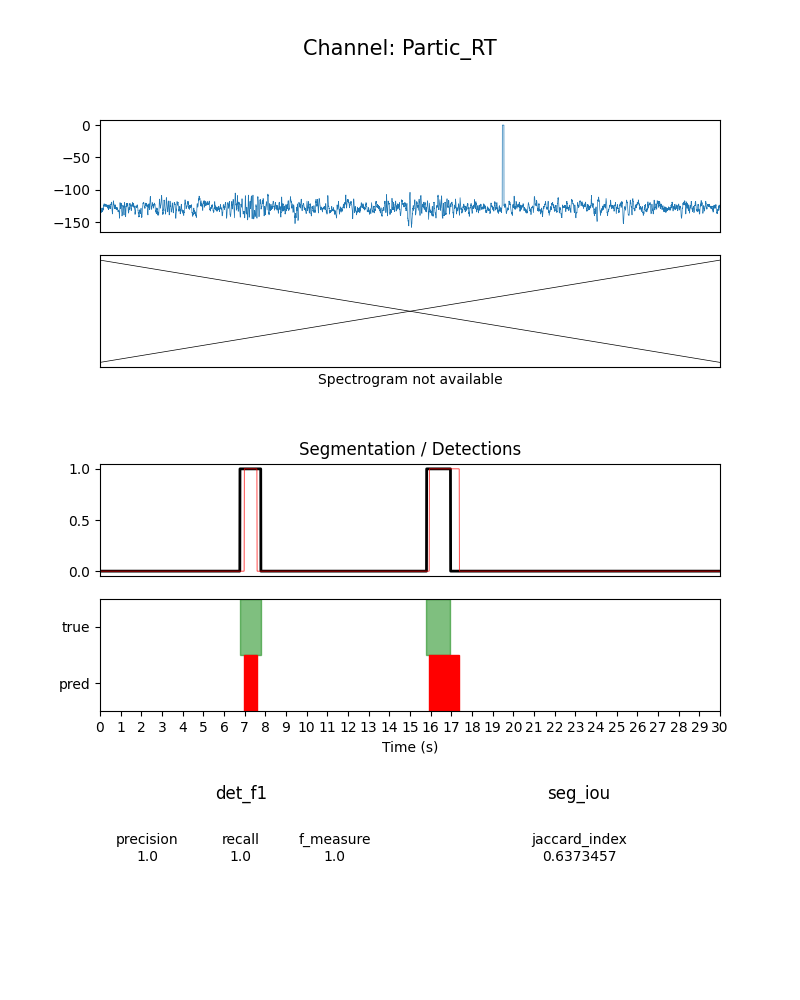 Channel: Partic_RT
0
−50
−100
−150
Spectrogram not available
Segmentation / Detections
1.0
0.5
0.0
true
pred
0 1 2 3 4 5 6 7 8 9 10 11 12 13 14 15 16 17 18 19 20 21 22 23 24 25 26 27 28 29 30
Time (s)
det_f1 seg_iou
precision recall f_measure jaccard_index
1.0 1.0 1.0 0.6373457